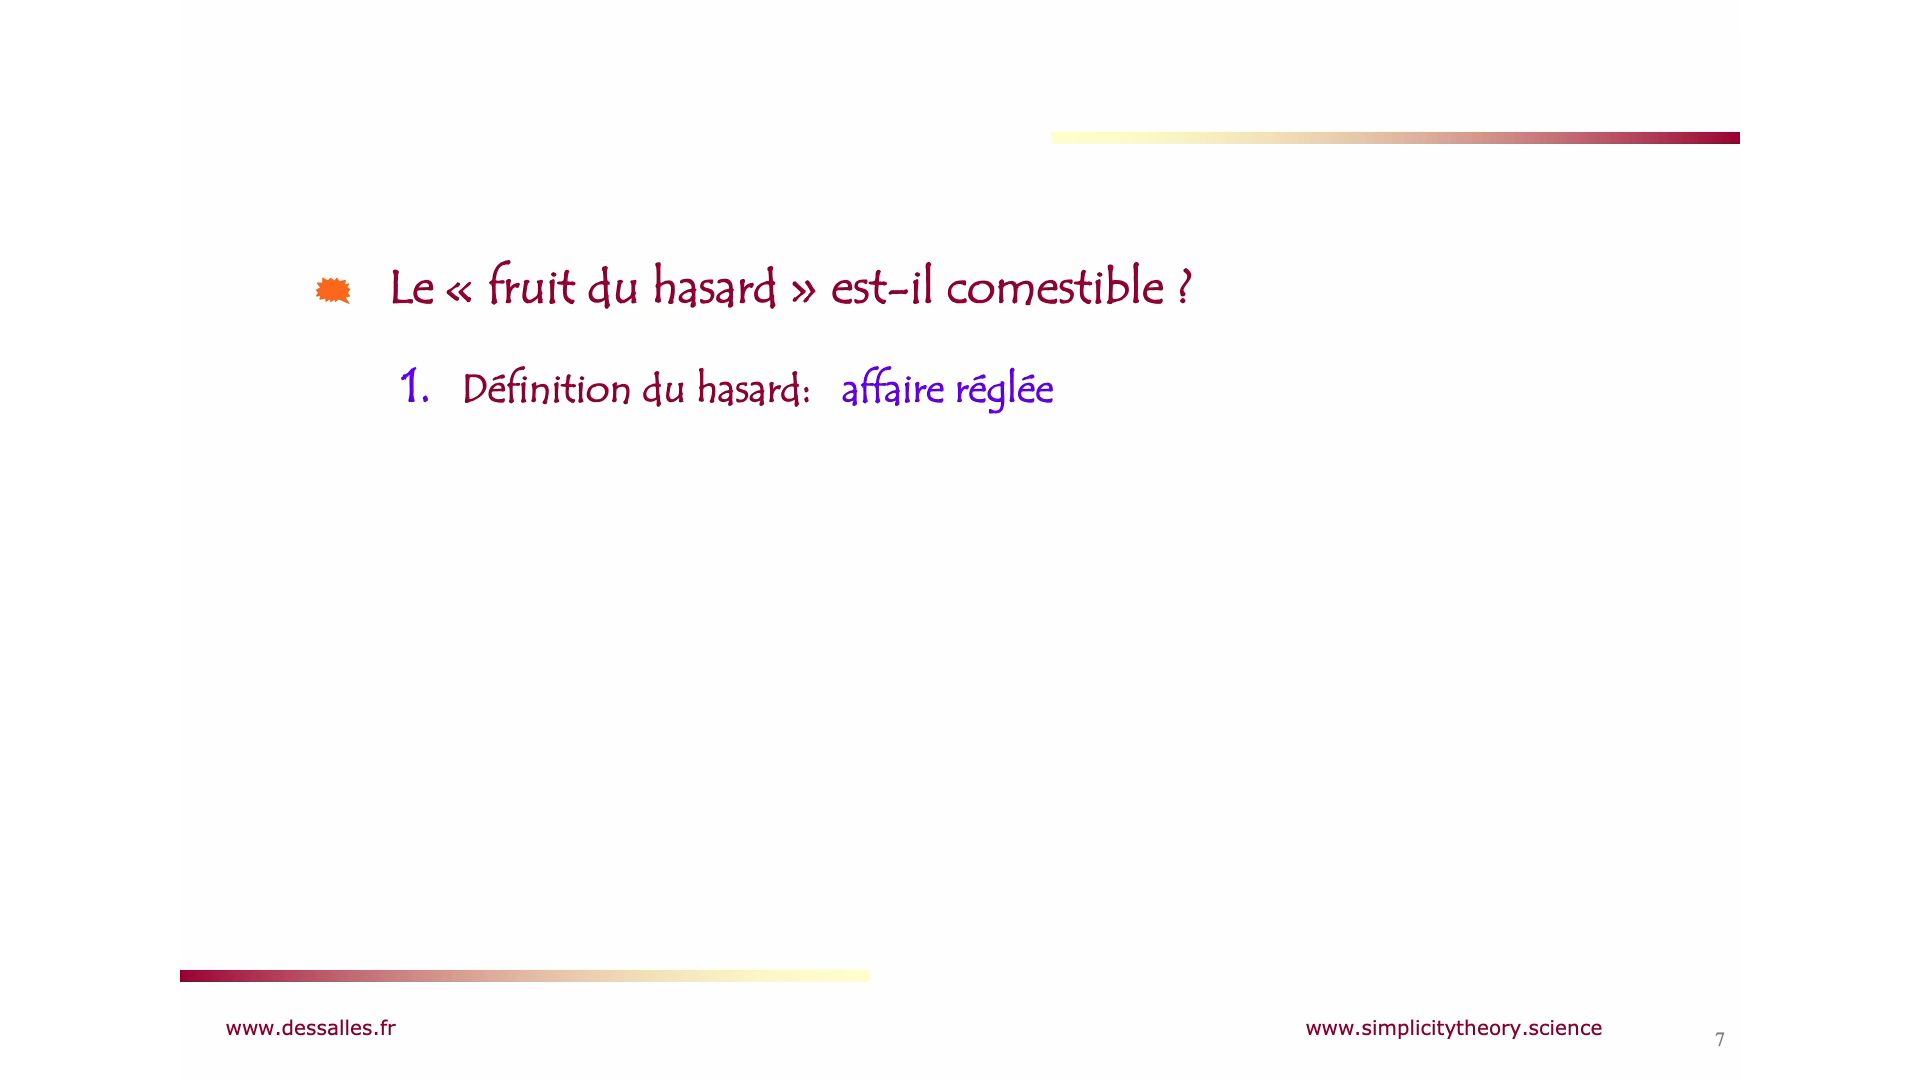 Le « fruit du hasard » est-il comestible ?
1. Définition du hasard: affaire réglée
www.dessalles.fr
www.simplicitytheory.science
7